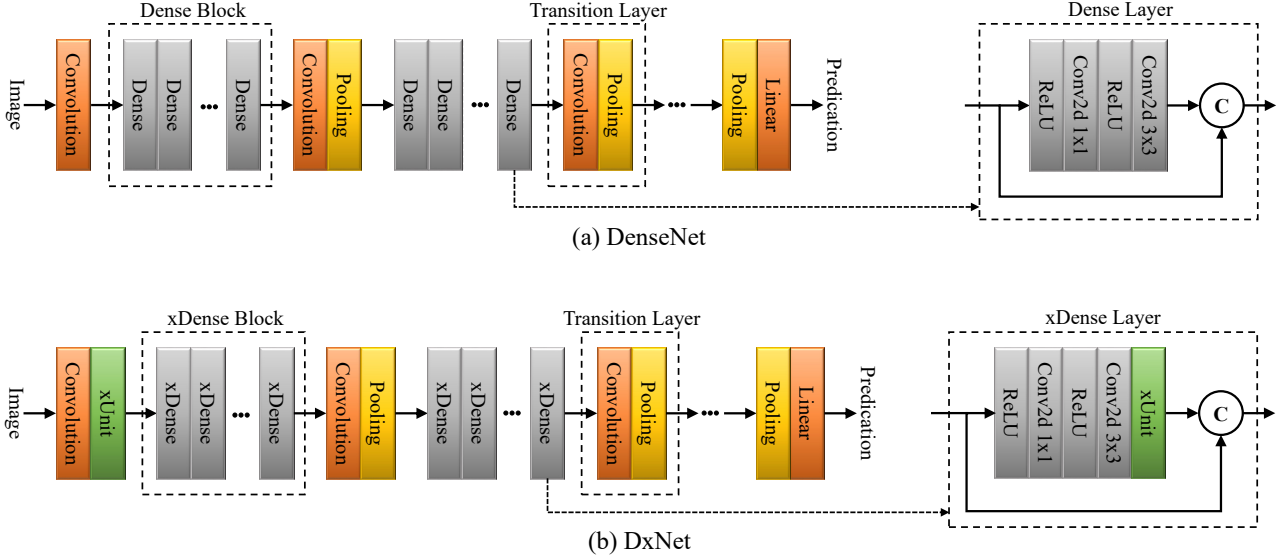 Dense Block
Transition Layer
Dense Layer
Image
Convolution
Dense
Dense
•••
Dense
Convolution
Pooling
Dense
Dense
•••
Dense
Convolution
Pooling
•••
Pooling
Linear
Predication
ReLU
Conv2d 1x1
ReLU
Conv2d 3x3
C
(a) DenseNet
xDense Block
Transition Layer
xDense Layer
Image
Convolution
xUnit
xDense
xDense
•••
xDense
Convolution
Pooling
xDense
xDense
•••
xDense
Convolution
Pooling
•••
Pooling
Linear
Predication
ReLU
Conv2d 1x1
ReLU
Conv2d 3x3
xUnit
C
(b) DxNet